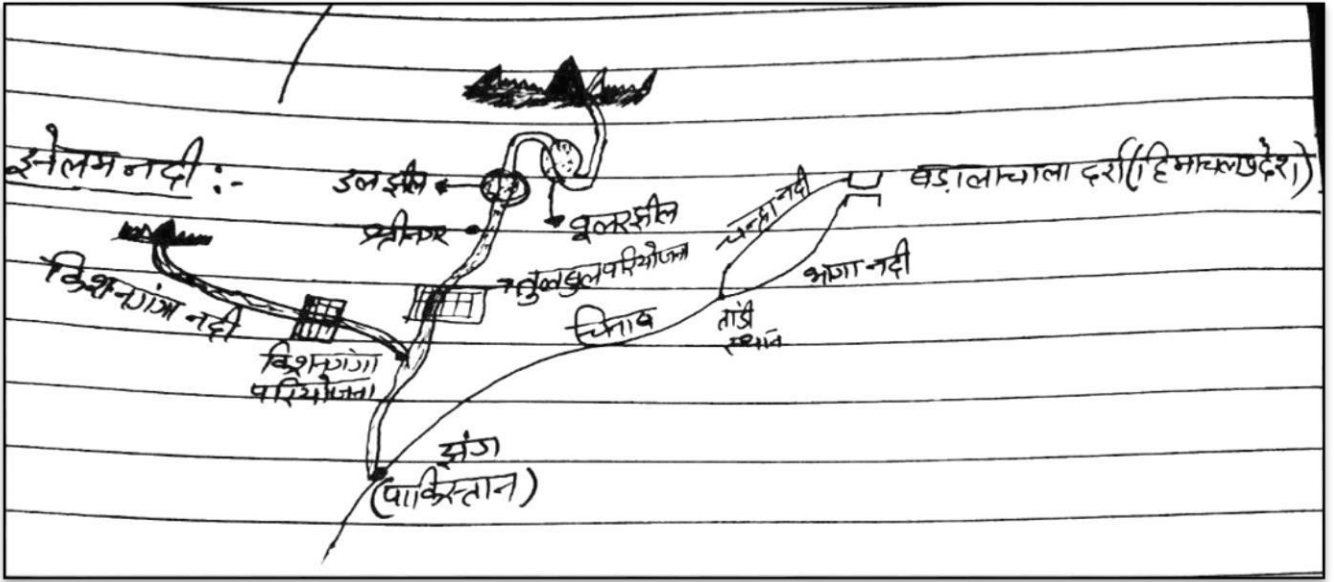 झेलम नदी :-
डल झील
वूलर झील
श्रीनगर
तुलबुल परियोजना
किशनगंगा नदी
किशनगंगा
परियोजना
चन्द्रा नदी
बड़ालाचाला दर्रा (हिमाचल प्रदेश)
भागा नदी
तांडी
स्थान
चिनाब
झंग
(पाकिस्तान)